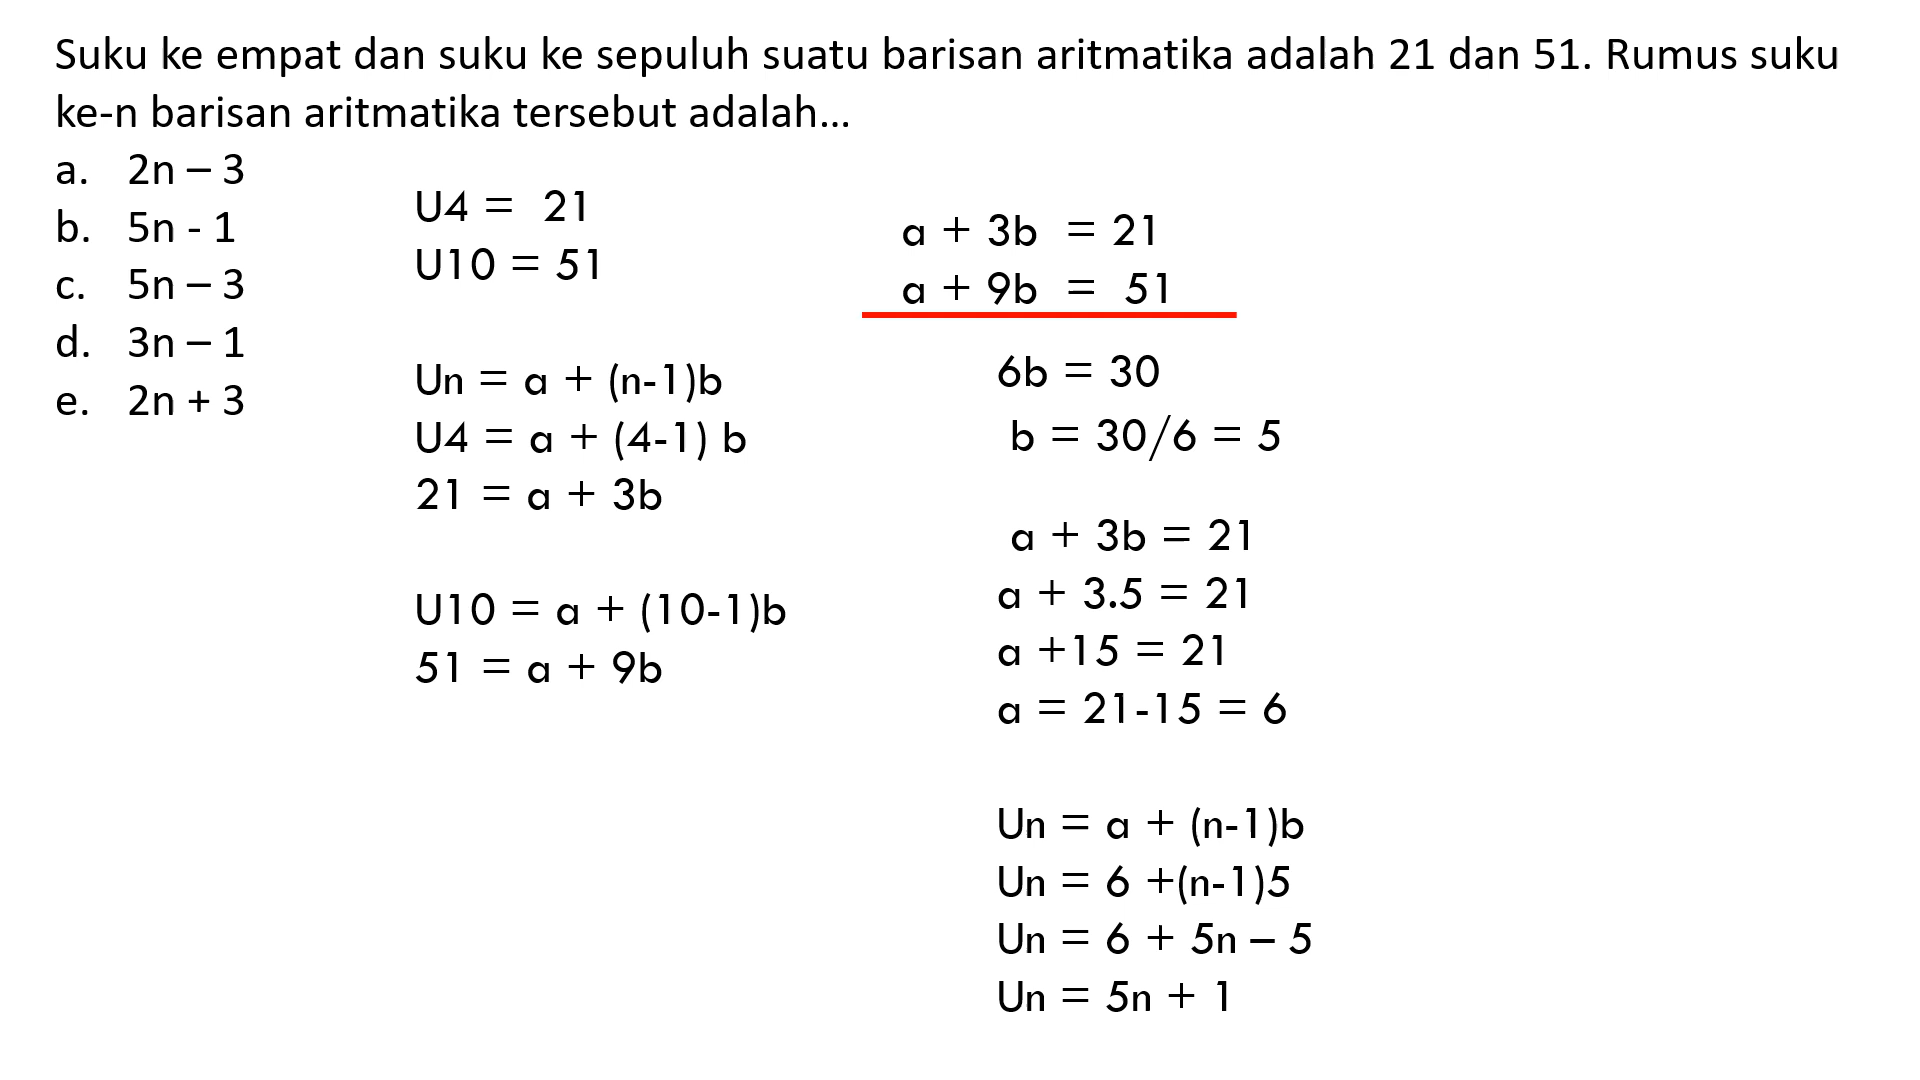 Suku ke empat dan suku ke sepuluh suatu barisan aritmatika adalah 21 dan 51. Rumus suku
ke-n barisan aritmatika tersebut adalah...
a. 2n – 3
b. 5n - 1
c. 5n – 3
d. 3n – 1
e. 2n + 3
U4 = 21
U10 = 51
Un = a + (n-1)b
U4 = a + (4-1) b
21 = a + 3b
U10 = a + (10-1)b
51 = a + 9b
a + 3b = 21
a + 9b = 51
6b = 30
b = 30/6 = 5
a + 3b = 21
a + 3.5 = 21
a +15 = 21
a = 21-15 = 6
Un = a + (n-1)b
Un = 6 +(n-1)5
Un = 6 + 5n – 5
Un = 5n + 1